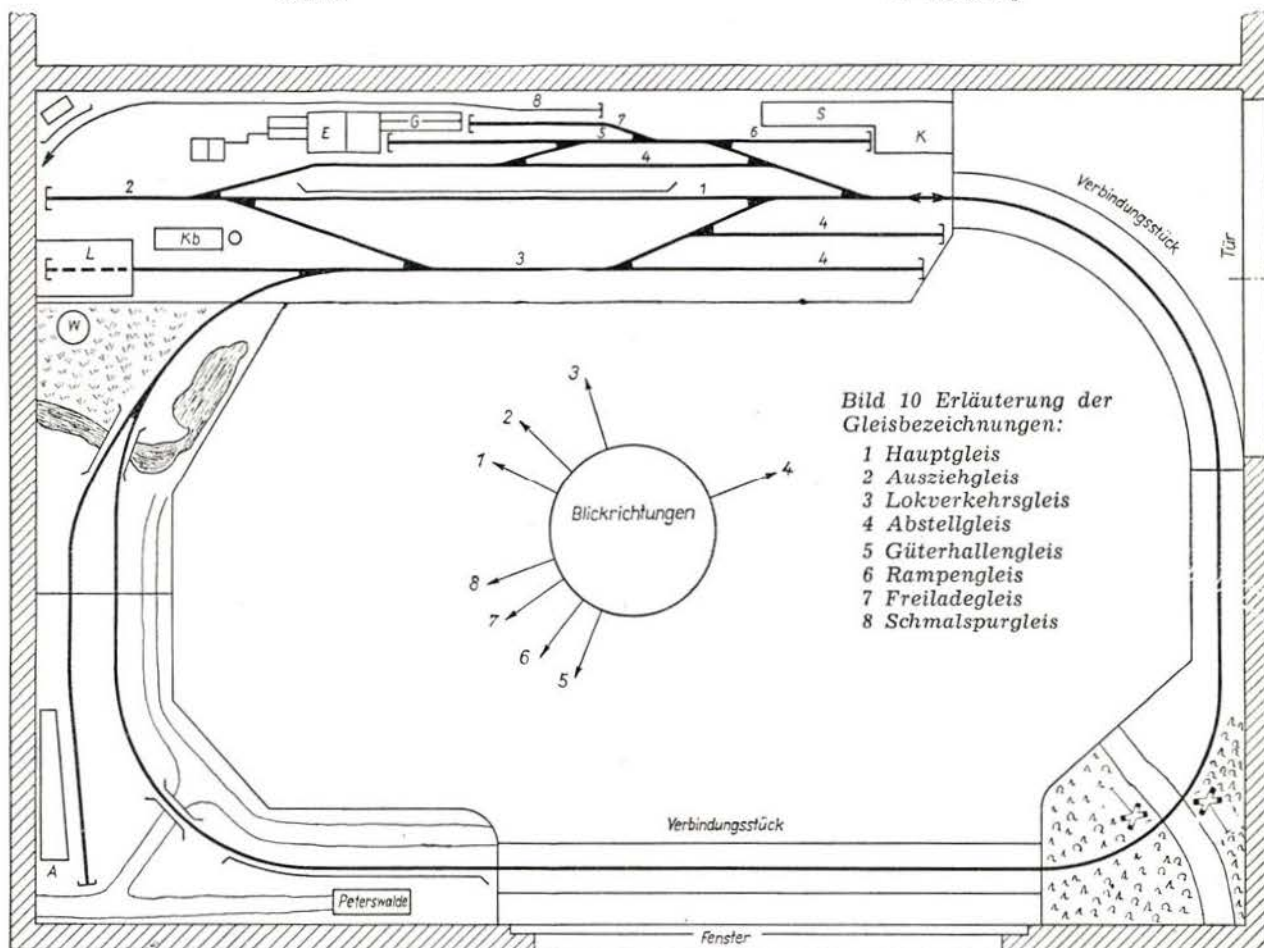 8
7
S
E
G
5
6
K
4
2
1
Verbindungsstück
Kb
4
Tür
L
3
4
W
3
2
1
4
Blickrichtungen
8
7
6
5
Bild 10 Erläuterung der
Gleisbezeichnungen:
1 Hauptgleis
2 Ausziehgleis
3 Lokverkehrsgleis
4 Abstellgleis
5 Güterhallengleis
6 Rampengleis
7 Freiladegleis
8 Schmalspurgleis
Verbindungsstück
A
Peterswalde
Fenster